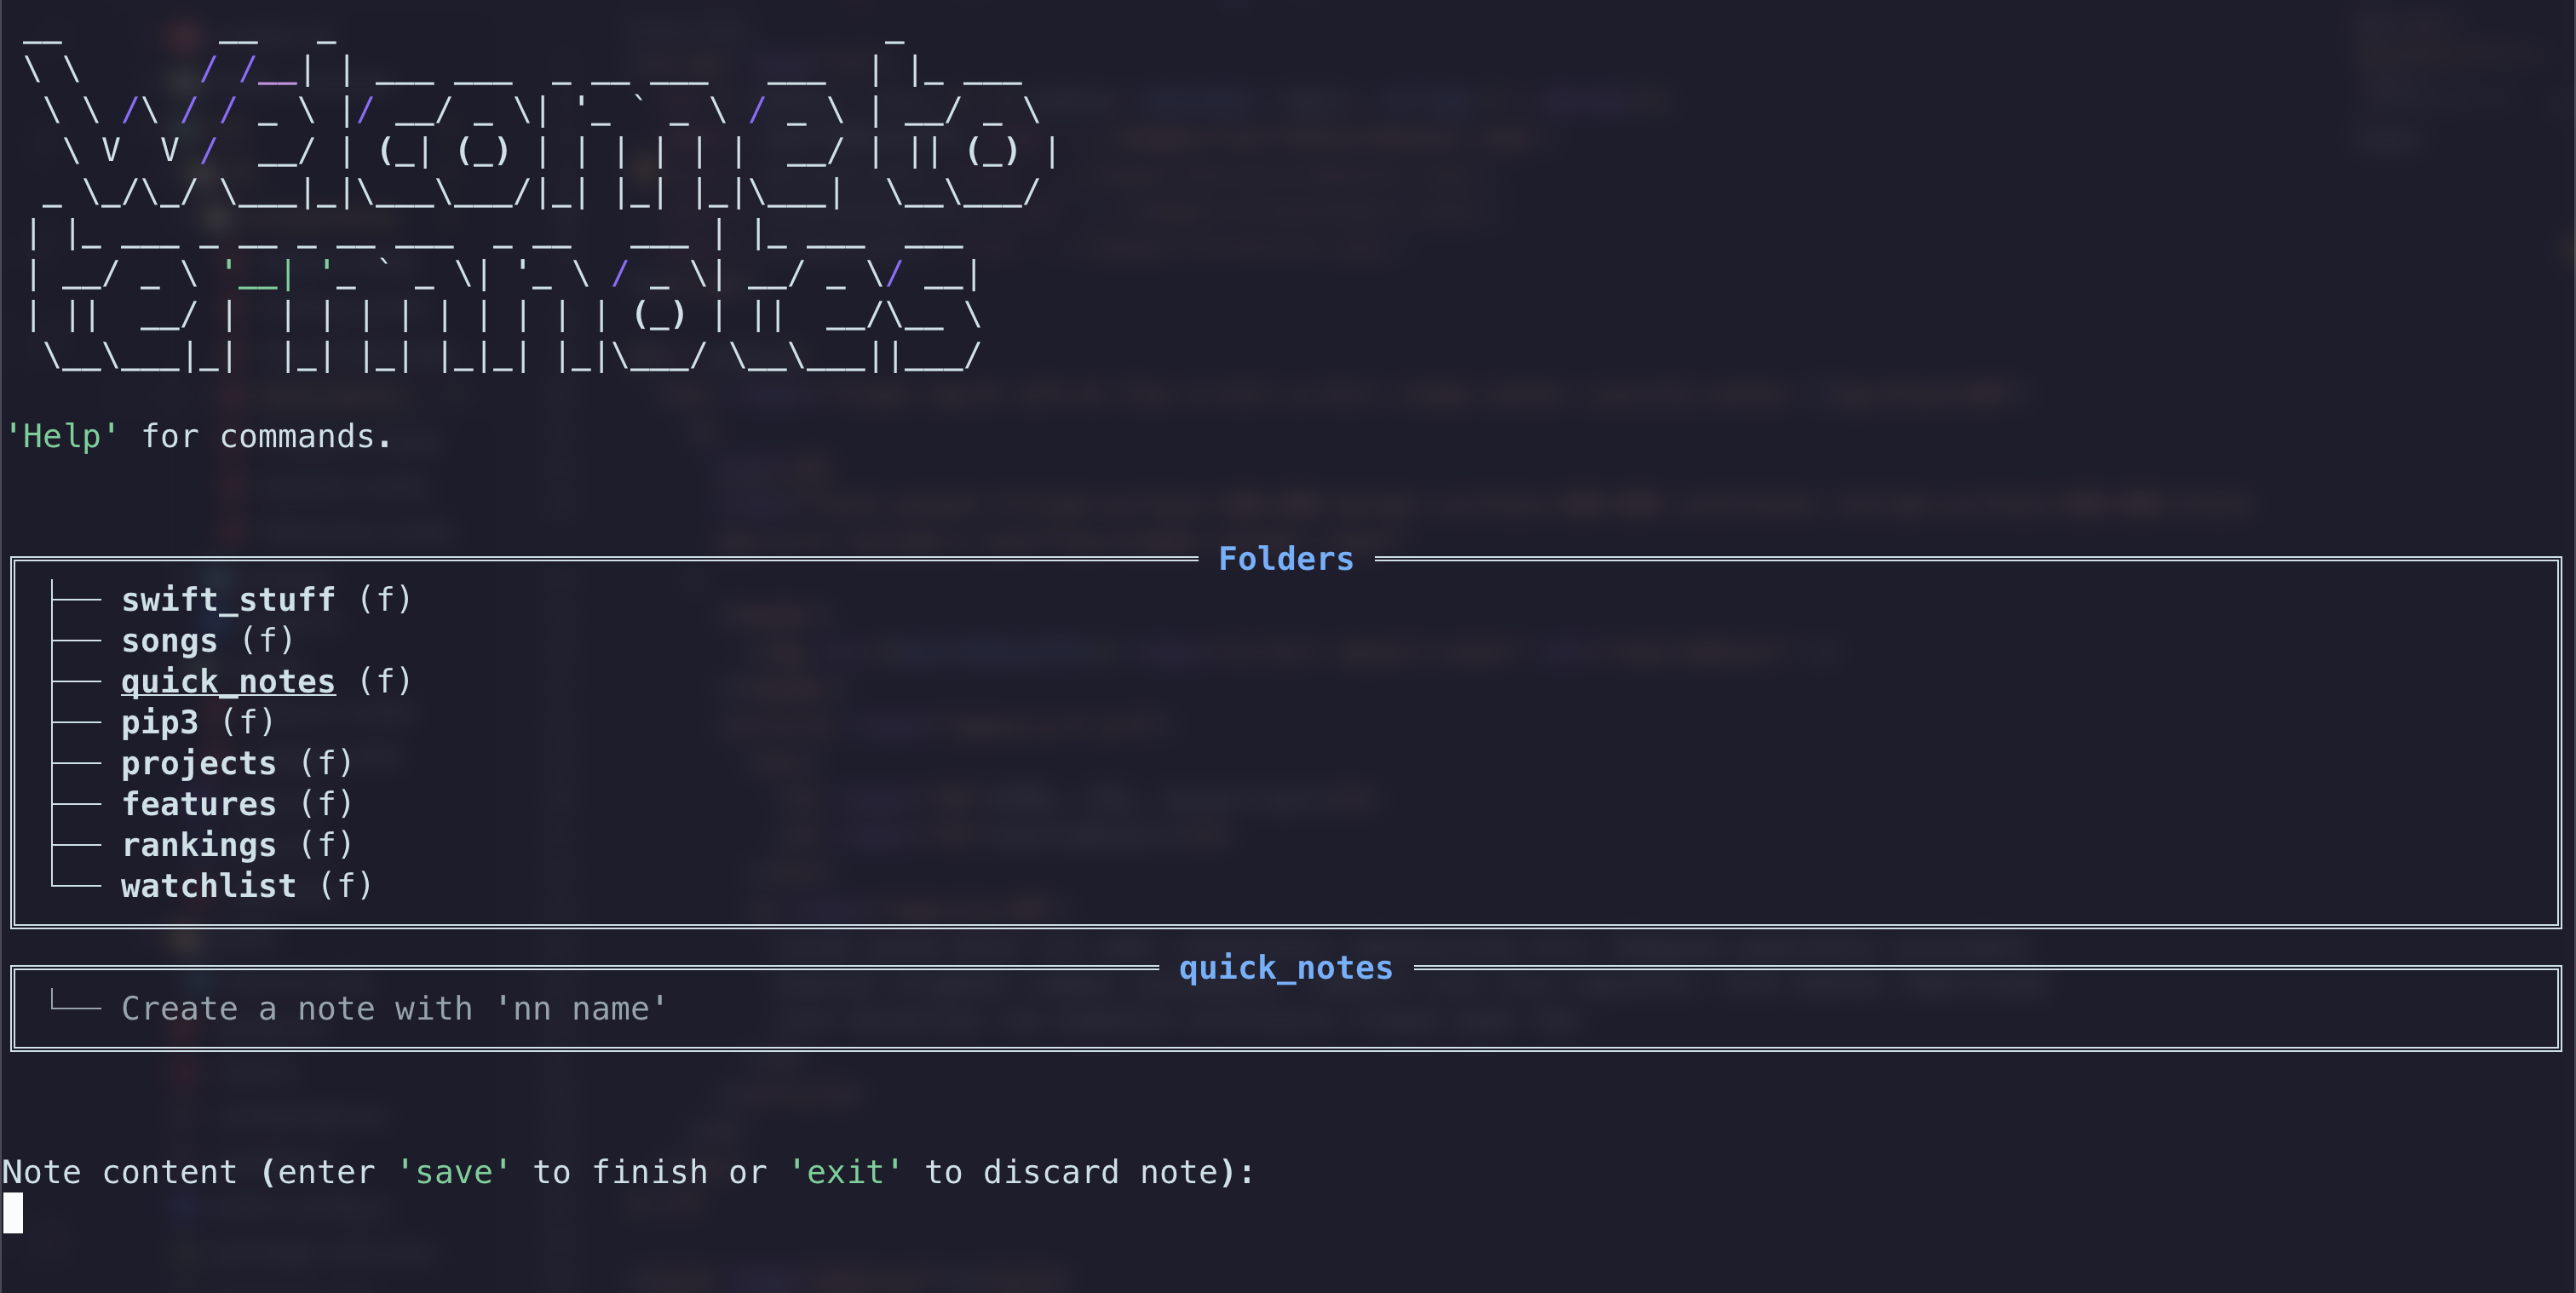 Welcome to
termnotes
'Help' for commands.
Folders
swift_stuff (f)
songs (f)
quick_notes (f)
pip3 (f)
projects (f)
features (f)
rankings (f)
watchlist (f)
quick_notes
Create a note with 'nn name'
Note content (enter 'save' to finish or 'exit' to discard note):